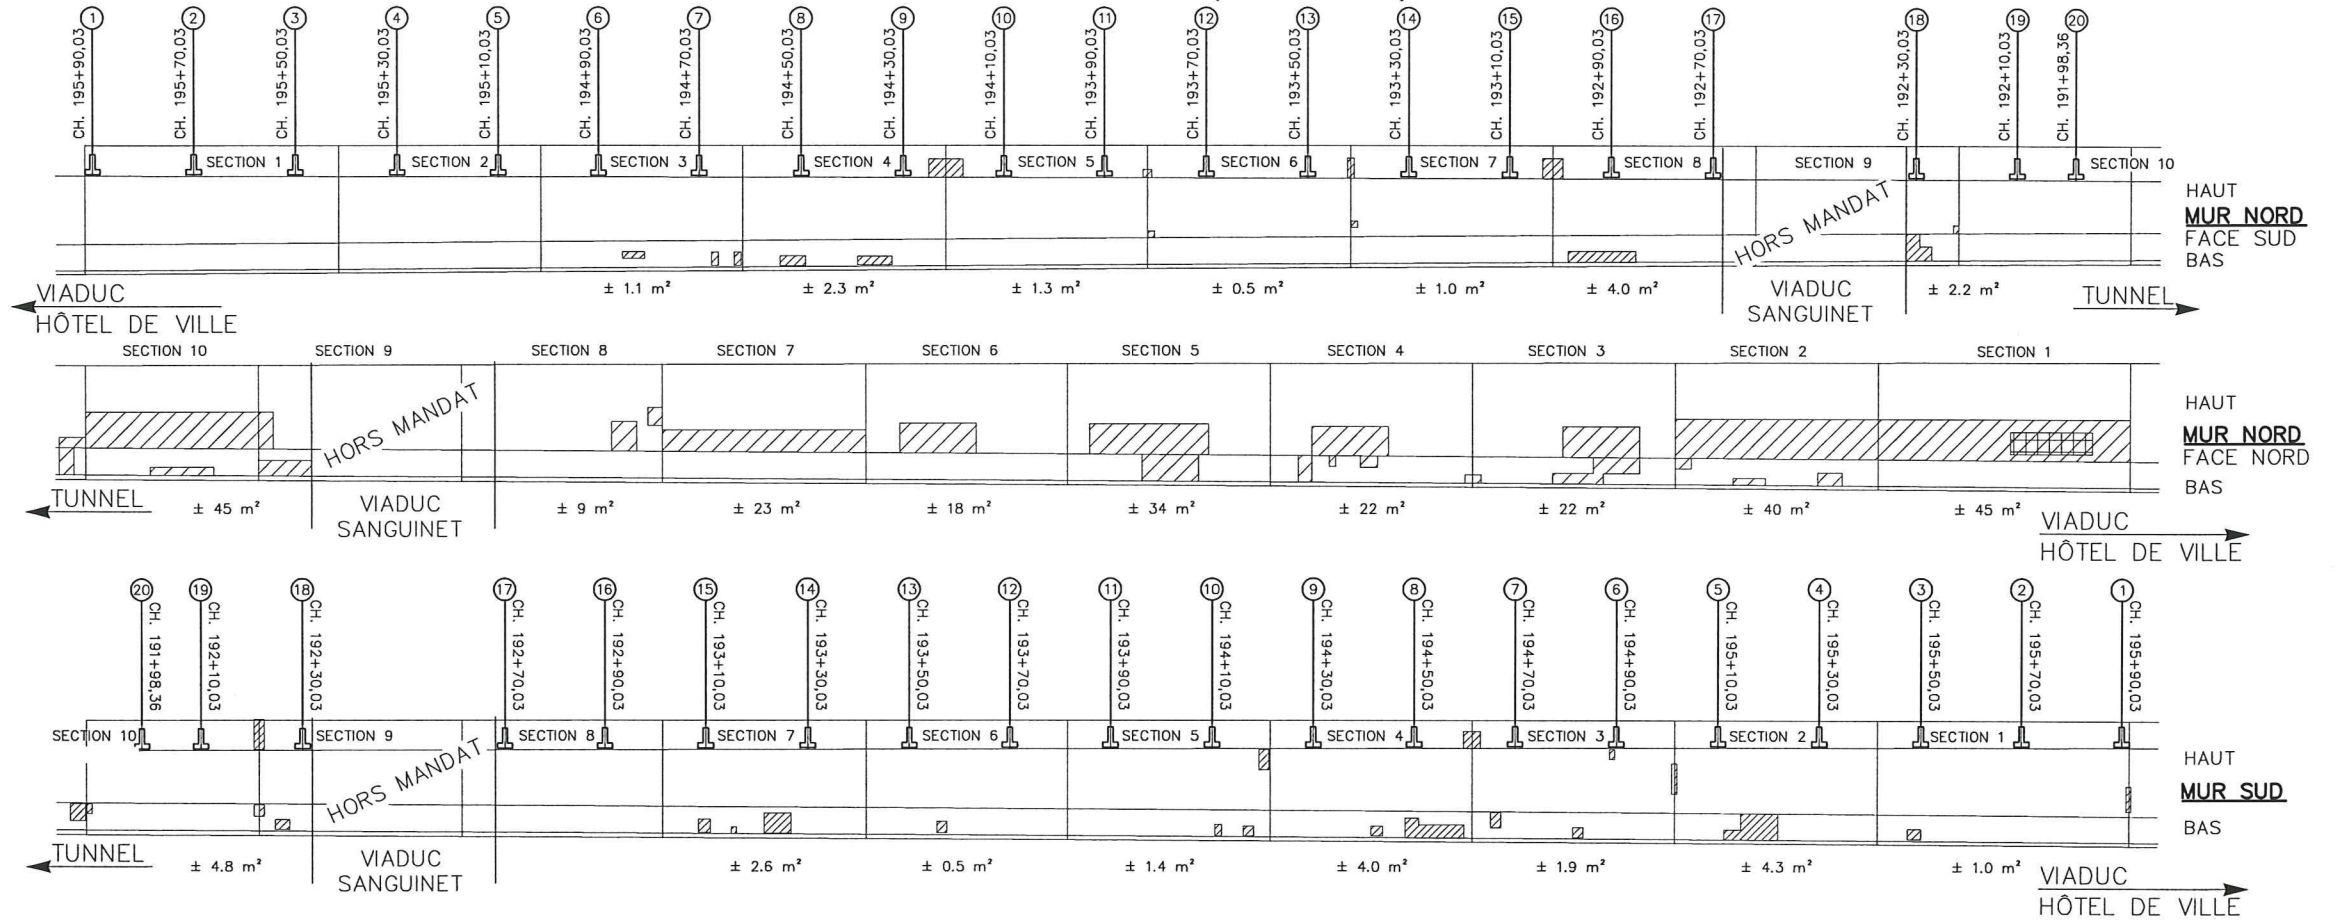 1 2 3 4 5 6 7 8 9 10 11 12 13 14 15 16 17 18 19 20
CH. 195+90,03
CH. 195+70,03
CH. 195+50,03
CH. 195+30,03
CH. 195+10,03
CH. 194+90,03
CH. 194+70,03
CH. 194+50,03
CH. 194+30,03
CH. 194+10,03
CH. 193+90,03
CH. 193+70,03
CH. 193+50,03
CH. 193+30,03
CH. 193+10,03
CH. 192+90,03
CH. 192+70,03
CH. 192+30,03
CH. 192+10,03
CH. 191+98,36
SECTION 1 SECTION 2 SECTION 3 SECTION 4 SECTION 5 SECTION 6 SECTION 7 SECTION 8 SECTION 9 SECTION 10
HORS MANDAT
HAUT
MUR NORD
FACE SUD
BAS
± 1.1 m² ± 2.3 m² ± 1.3 m² ± 0.5 m² ± 1.0 m² ± 4.0 m² ± 2.2 m²
VIADUC
HÔTEL DE VILLE
VIADUC
SANGUINET
TUNNEL
SECTION 10 SECTION 9 SECTION 8 SECTION 7 SECTION 6 SECTION 5 SECTION 4 SECTION 3 SECTION 2 SECTION 1
HORS MANDAT
HAUT
MUR NORD
FACE NORD
BAS
TUNNEL
± 45 m² ± 9 m² ± 23 m² ± 18 m² ± 34 m² ± 22 m² ± 22 m² ± 40 m² ± 45 m²
VIADUC
SANGUINET
VIADUC
HÔTEL DE VILLE
20 19 18 17 16 15 14 13 12 11 10 9 8 7 6 5 4 3 2 1
CH. 191+98,36
CH. 192+10,03
CH. 192+30,03
CH. 192+70,03
CH. 192+90,03
CH. 193+10,03
CH. 193+30,03
CH. 193+50,03
CH. 193+70,03
CH. 193+90,03
CH. 194+10,03
CH. 194+30,03
CH. 194+50,03
CH. 194+70,03
CH. 194+90,03
CH. 195+10,03
CH. 195+30,03
CH. 195+50,03
CH. 195+70,03
CH. 195+90,03
SECTION 10 SECTION 9 SECTION 8 SECTION 7 SECTION 6 SECTION 5 SECTION 4 SECTION 3 SECTION 2 SECTION 1
HORS MANDAT
HAUT
MUR SUD
BAS
TUNNEL
± 4.8 m² ± 2.6 m² ± 0.5 m² ± 1.4 m² ± 4.0 m² ± 1.9 m² ± 4.3 m² ± 1.0 m²
VIADUC
SANGUINET
VIADUC
HÔTEL DE VILLE